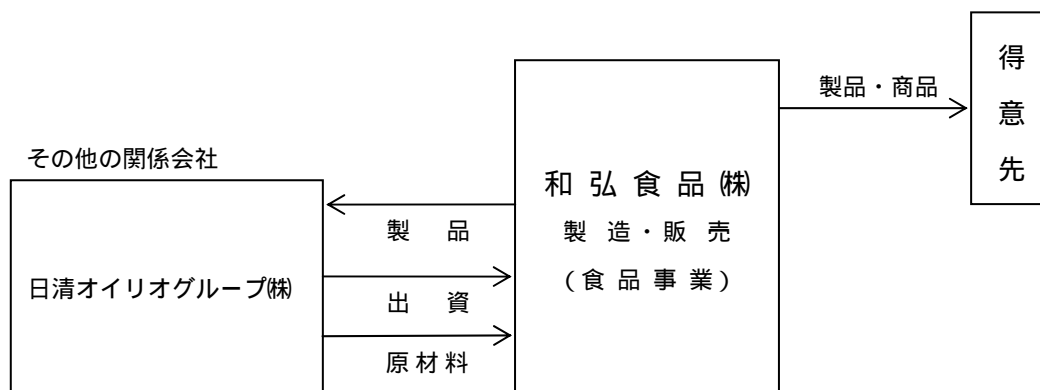 得意先
製品・商品
その他の関係会社
日清オイリオグループ㈱
製品
出資
原材料
和弘食品㈱
製造・販売
(食品事業)